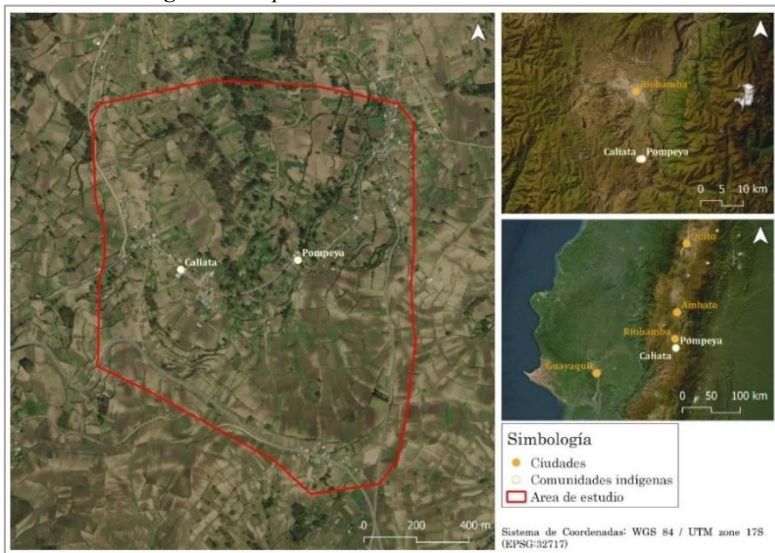 Caliata
Pompeya
0 200 400 m
Riobamba
Caliata Pompeya
0 5 10 km
Quito
Ambato
Riobamba
Pompeya
Caliata
Guayaquil
0 50 100 km
Simbología
Ciudades
Comunidades indígenas
Area de estudio
Sistema de Coordenadas: WGS 84 / UTM zone 17S
(EPSG:32717)